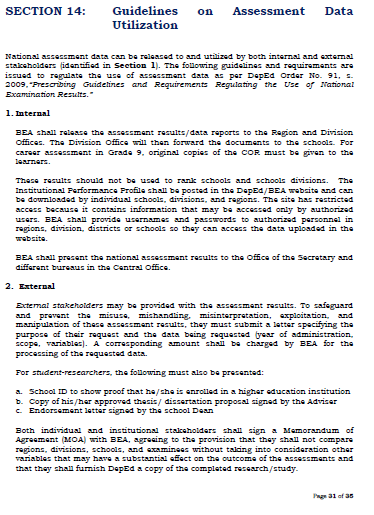 SECTION 14: Guidelines on Assessment Data
Utilization
National assessment data can be released to and utilized by both internal and external
stakeholders (identified in Section 1). The following guidelines and requirements are
issued to regulate the use of assessment data as per DepEd Order No. 91, s.
2009,"Prescribing Guidelines and Requirements Regulating the Use of National
Examination Results."
1. Internal
BEA shall release the assessment results/data reports to the Region and Division
Offices. The Division Office will then forward the documents to the schools. For
career assessment in Grade 9, original copies of the COR must be given to the
learners.
These results should not be used to rank schools and schools divisions. The
Institutional Performance Profile shall be posted in the DepEd/BEA website and can
be downloaded by individual schools, divisions, and regions. The site has restricted
access because it contains information that may be accessed only by authorized
users. BEA shall provide usernames and passwords to authorized personnel in
regions, division, districts or schools so they can access the data uploaded in the
website.
BEA shall present the national assessment results to the Office of the Secretary and
different bureaus in the Central Office.
2. External
External stakeholders may be provided with the assessment results. To safeguard
and prevent the misuse, mishandling, misinterpretation, exploitation, and
manipulation of these assessment results, they must submit a letter specifying the
purpose of their request and the data being requested (year of administration,
scope, variables). A corresponding amount shall be charged by BEA for the
processing of the requested data.
For student-researchers, the following must also be presented:
a. School ID to show proof that he/she is enrolled in a higher education institution
b. Copy of his/her approved thesis/ dissertation proposal signed by the Adviser
c. Endorsement letter signed by the school Dean
Both individual and institutional stakeholders shall sign a Memorandum of
Agreement (MOA) with BEA, agreeing to the provision that they shall not compare
regions, divisions, schools, and examinees without taking into consideration other
variables that may have a substantial effect on the outcome of the assessments and
that they shall furnish DepEd a copy of the completed research/study.
Page 31 of 35